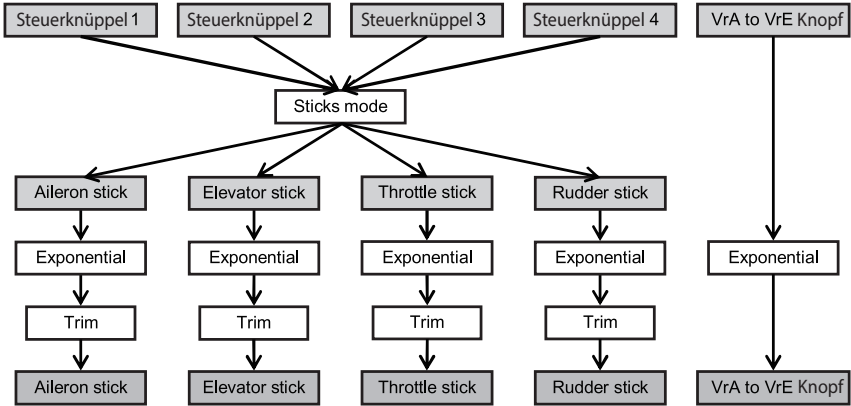 Steuerknüppel 1
Steuerknüppel 2
Steuerknüppel 3
Steuerknüppel 4
VrA to VrE Knopf
Sticks mode
Aileron stick
Elevator stick
Throttle stick
Rudder stick
Exponential
Exponential
Exponential
Exponential
Exponential
Trim
Trim
Trim
Trim
Aileron stick
Elevator stick
Throttle stick
Rudder stick
VrA to VrE Knopf